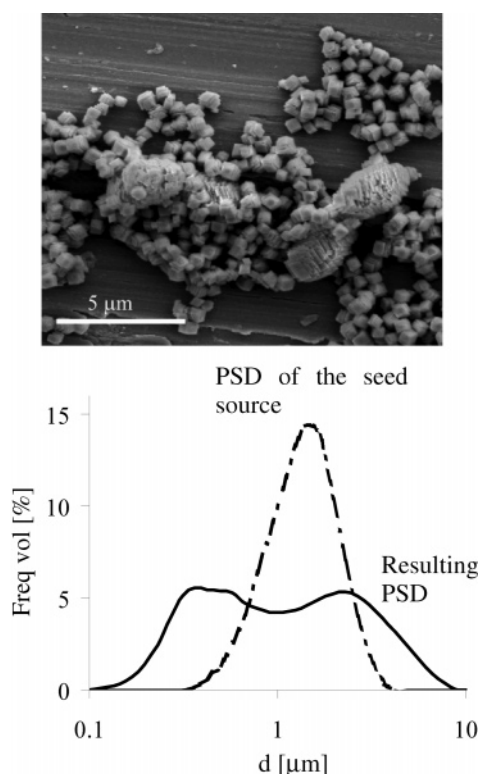 5 μm
PSD of the seed
source
15
10
5
0
Freq vol [%]
Resulting
PSD
0.1
1
10
d [μm]